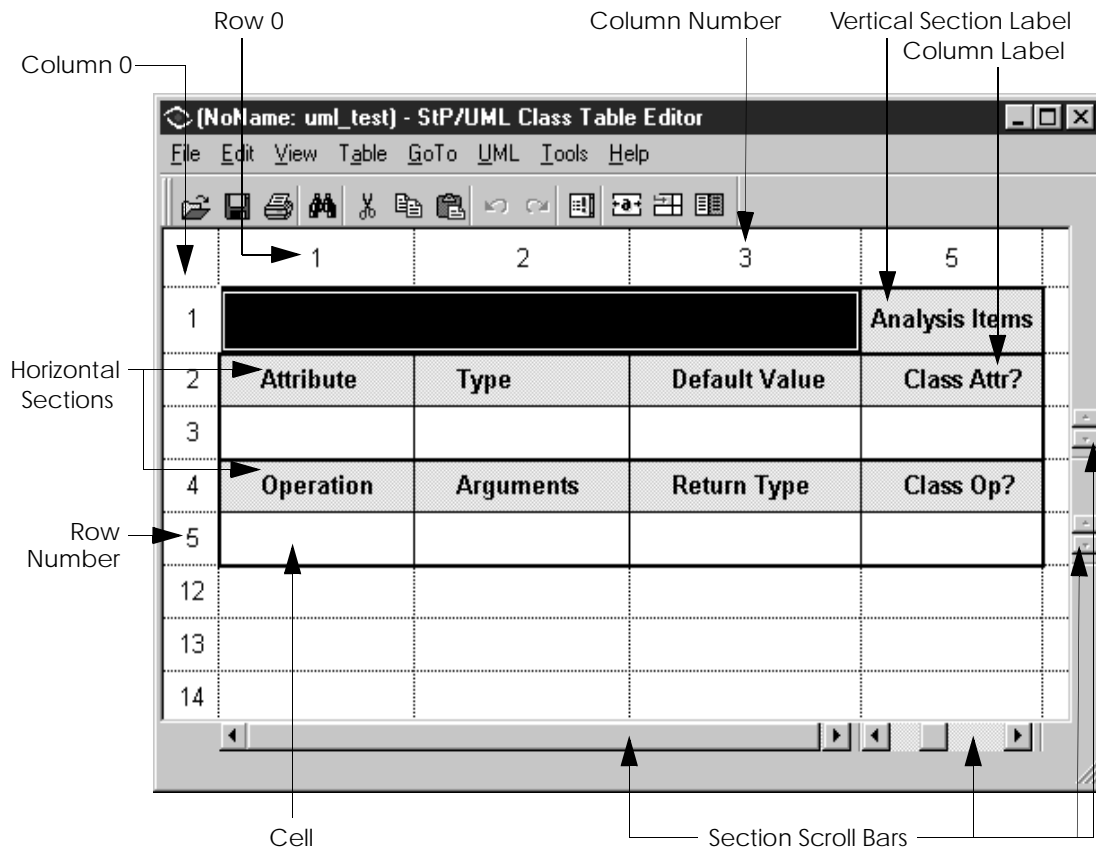 Row 0
Column Number
Vertical Section Label
Column Label
Column 0
(NoName: uml_test) - StP/UML Class Table Editor
File Edit View Table GoTo UML Tools Help
1 2 3 5
1 Analysis Items
Horizontal Sections
2 Attribute Type Default Value Class Attr?
3
4 Operation Arguments Return Type Class Op?
Row Number
5
12
13
14
Cell
Section Scroll Bars